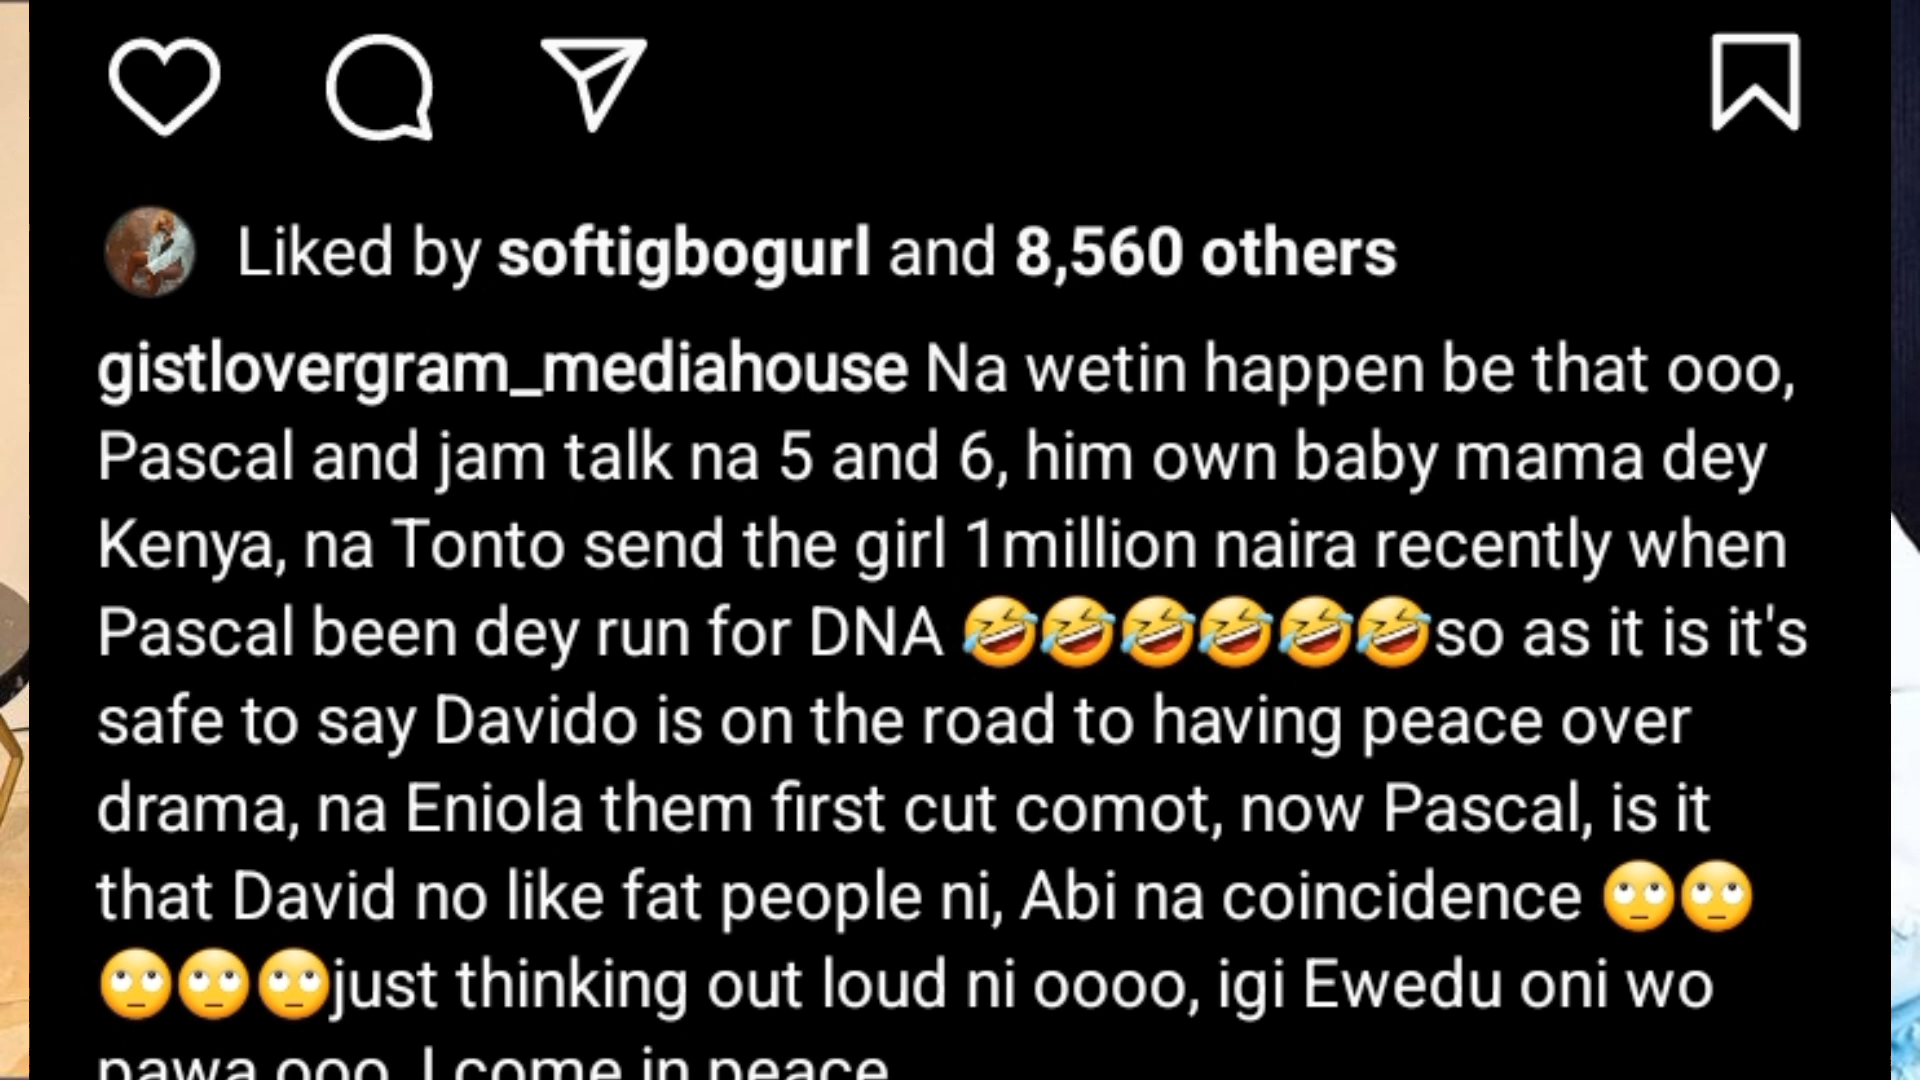 Liked by softigbogurl and 8,560 others
gistlovergram_mediahouse Na wetin happen be that ooo,
Pascal and jam talk na 5 and 6, him own baby mama dey
Kenya, na Tonto send the girl 1million naira recently when
Pascal been dey run for DNA 🤣🤣🤣🤣🤣🤣so as it is it's
safe to say Davido is on the road to having peace over
drama, na Eniola them first cut comot, now Pascal, is it
that David no like fat people ni, Abi na coincidence 🙄🙄
🙄🙄🙄just thinking out loud ni oooo, igi Ewedu oni wo
pawa ooo, I come in peace